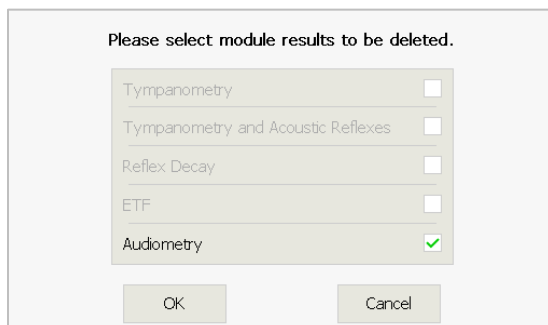 Please select module results to be deleted.
Tympanometry
Tympanometry and Acoustic Reflexes
Reflex Decay
ETF
Audiometry
OK Cancel